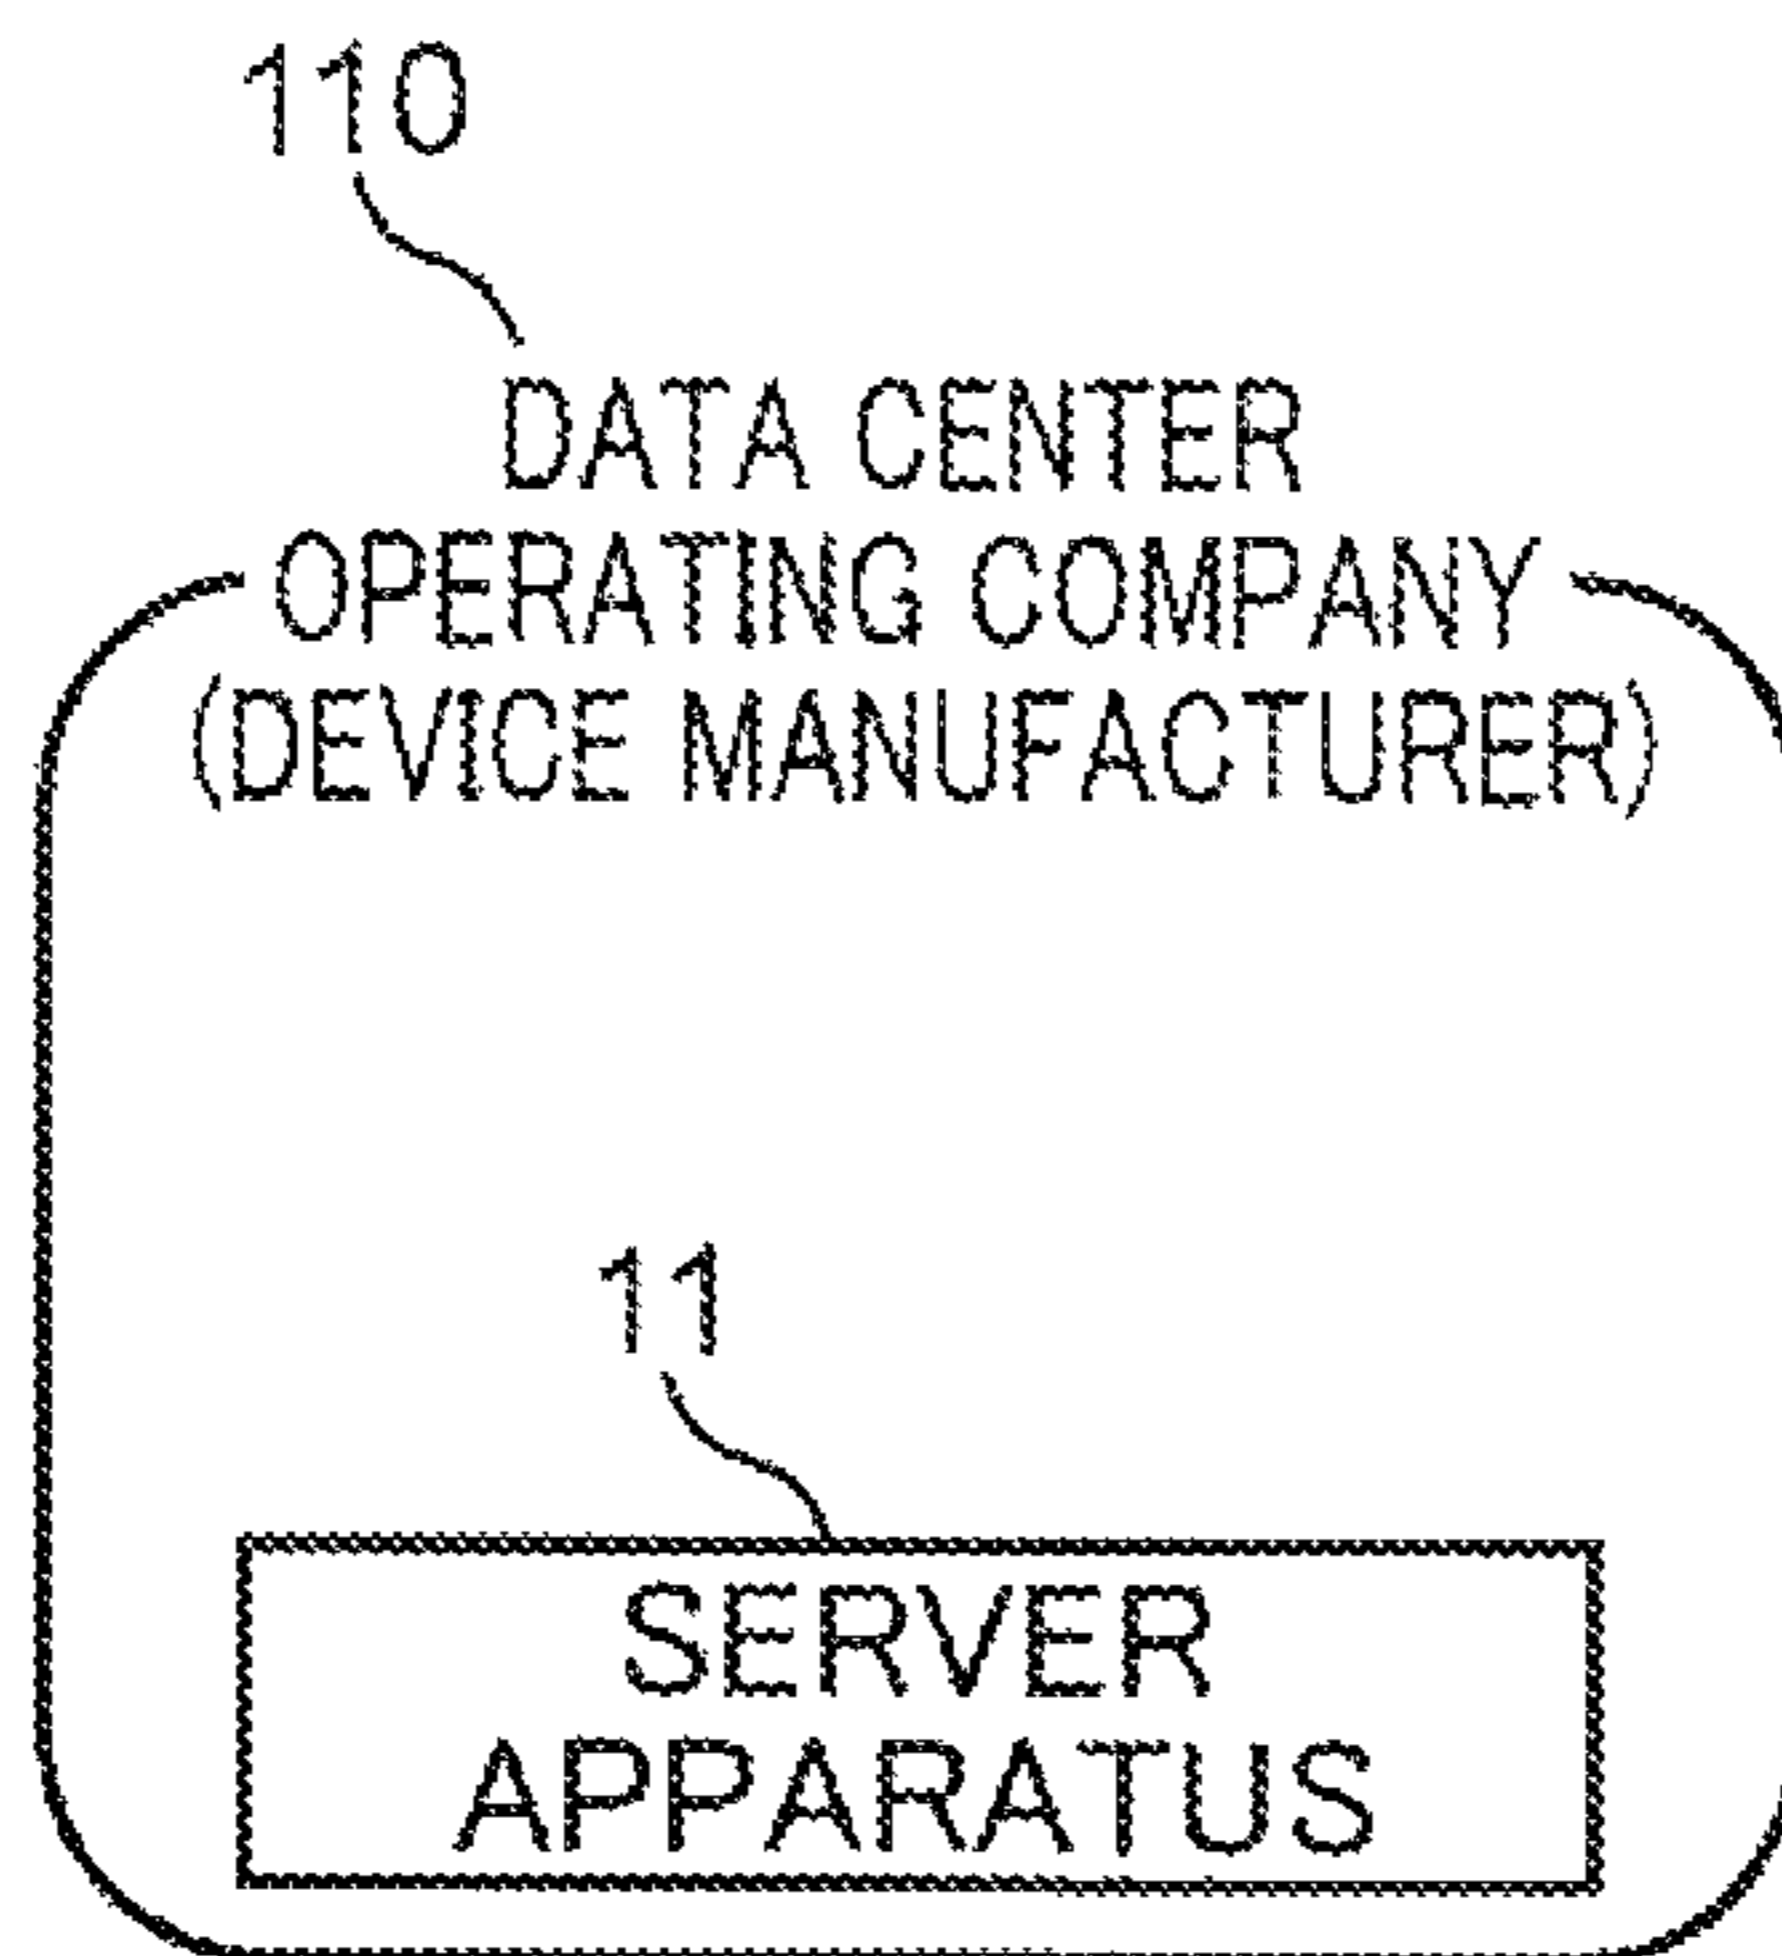 110
DATA CENTER
OPERATING COMPANY
(DEVICE MANUFACTURER)
11
SERVER
APPARATUS